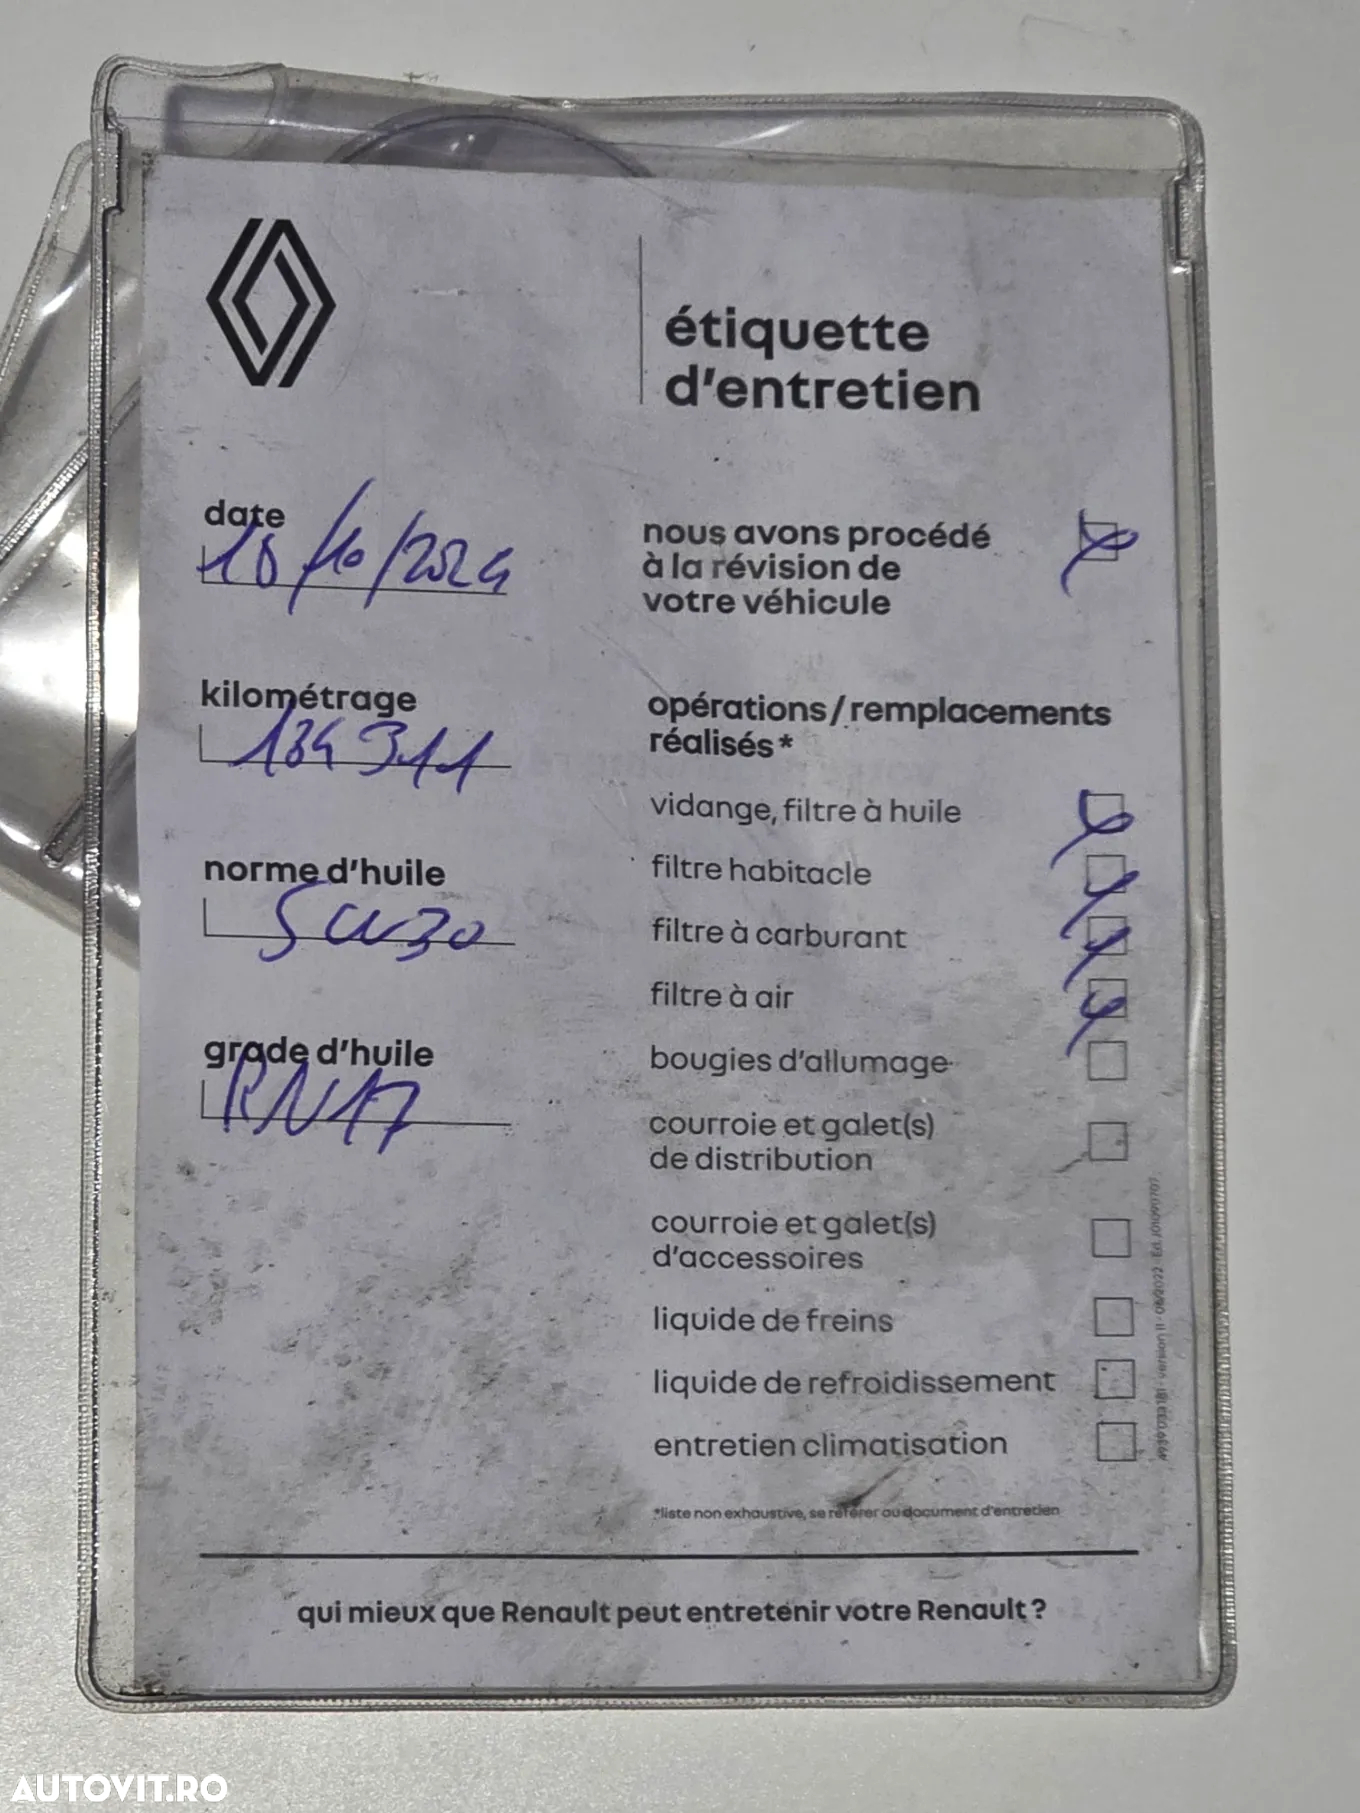 étiquette
d'entretien
date
18/10/2024
kilométrage
184311
norme d'huile
5W30
grade d'huile
RN17
nous avons procédé
à la révision de
votre véhicule
opérations/remplacements
réalisés*
vidange, filtre à huile
filtre habitacle
filtre à carburant
filtre à air
bougies d'allumage
courroie et galet(s)
de distribution
courroie et galet(s)
d'accessoires
liquide de freins
liquide de refroidissement
entretien climatisation
*liste non exhaustive, se référer au document d'entretien
qui mieux que Renault peut entretenir votre Renault ?
AUTOVIT.RO